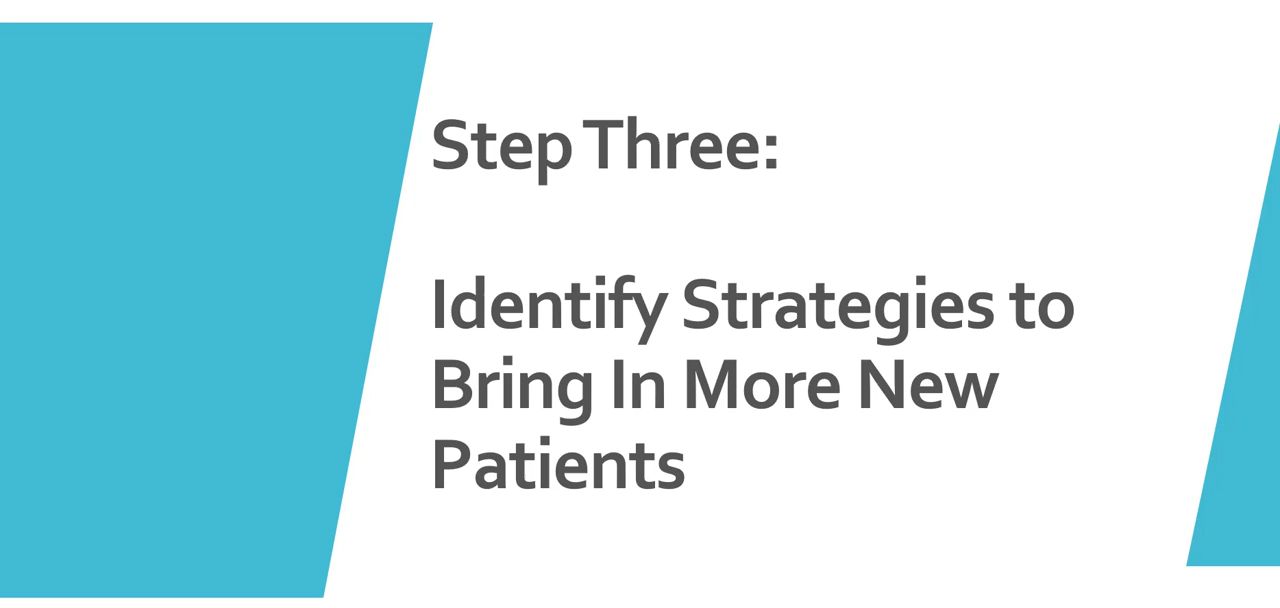 Step Three:
Identify Strategies to
Bring In More New
Patients